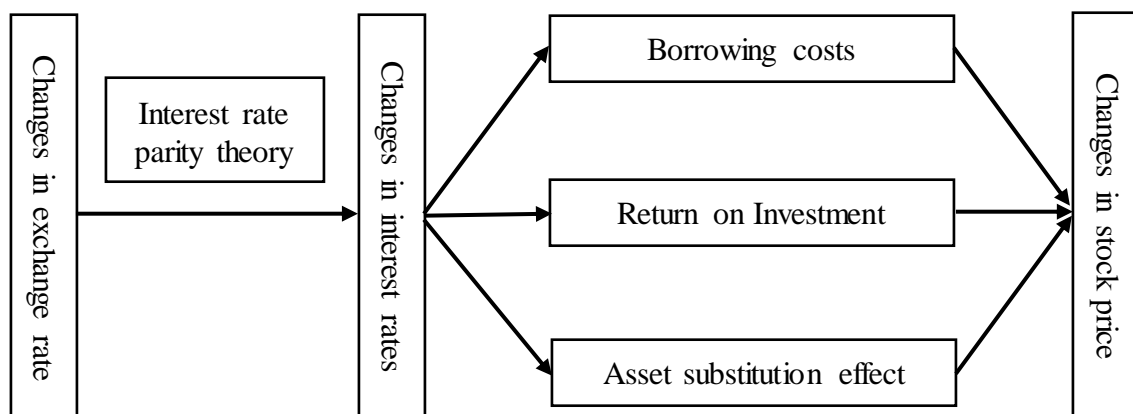 Changes in exchange rate
Interest rate
parity theory
Changes in interest rates
Borrowing costs
Return on Investment
Asset substitution effect
Changes in
stock price